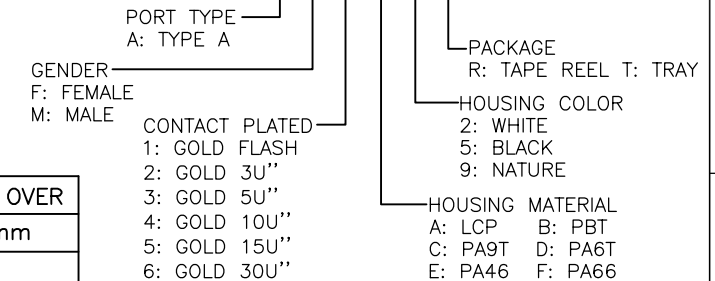 PORT TYPE
A: TYPE A
GENDER
F: FEMALE
M: MALE
CONTACT PLATED
1: GOLD FLASH
2: GOLD 3U''
3: GOLD 5U''
4: GOLD 10U''
5: GOLD 15U''
6: GOLD 30U''
OVER
mm
PACKAGE
R: TAPE REEL T: TRAY
HOUSING COLOR
2: WHITE
5: BLACK
9: NATURE
HOUSING MATERIAL
A: LCP B: PBT
C: PA9T D: PA6T
E: PA46 F: PA66